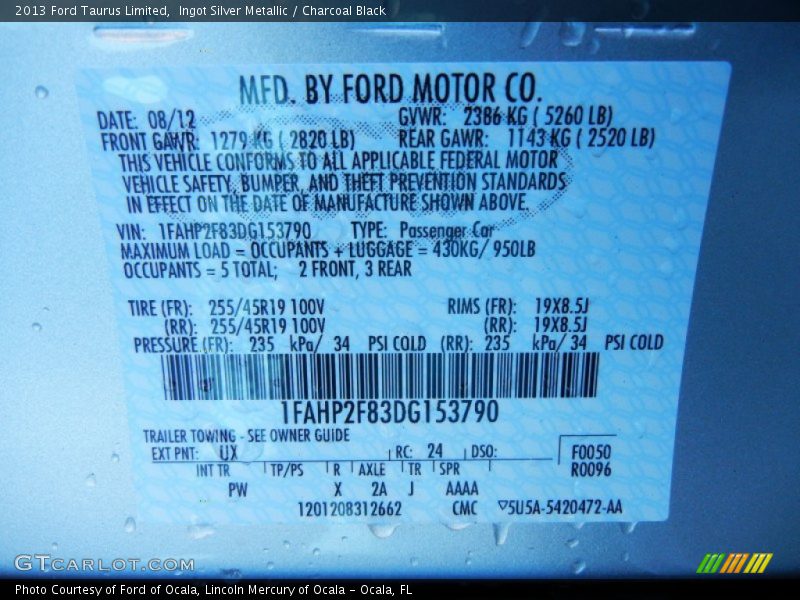 2013 Ford Taurus Limited,  Ingot Silver Metallic / Charcoal Black
MFD. BY FORD MOTOR CO.
DATE: 08/12 GVWR: 2386 KG ( 5260 LB)
FRONT GAWR: 1279 KG ( 2820 LB) REAR GAWR: 1143 KG ( 2520 LB)
THIS VEHICLE CONFORMS TO ALL APPLICABLE FEDERAL MOTOR
VEHICLE SAFETY, BUMPER, AND THEFT PREVENTION STANDARDS
IN EFFECT ON THE DATE OF MANUFACTURE SHOWN ABOVE.
VIN: 1FAHP2F83DG153790 TYPE: Passenger Car
MAXIMUM LOAD = OCCUPANTS + LUGGAGE = 430KG/ 950LB
OCCUPANTS = 5 TOTAL; 2 FRONT, 3 REAR
TIRE (FR): 255/45R19 100V RIMS (FR): 19X8.5J
(RR): 255/45R19 100V (RR): 19X8.5J
PRESSURE (FR): 235 kPa/ 34 PSI COLD (RR): 235 kPa/ 34 PSI COLD
1FAHP2F83DG153790
TRAILER TOWING - SEE OWNER GUIDE
EXT PNT: UX RC: 24 DSO: F0050
INT TR TP/PS R AXLE TR SPR R0096
PW X 2A J AAAA
1201208312662 CMC ▽5U5A-5420472-AA
GTCARLOT.COM
Photo Courtesy of Ford of Ocala, Lincoln Mercury of Ocala - Ocala, FL